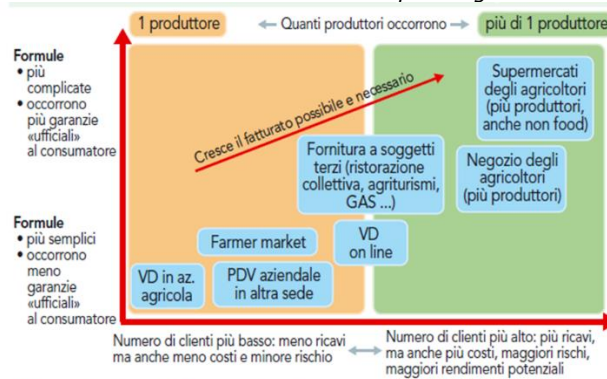 1 produttore
Quanti produttori occorrono
più di 1 produttore
Formule
• più
complicate
• occorrono
più garanzie
«ufficiali»
al consumatore
Cresce il fatturato possibile e necessario
Supermercati
degli agricoltori
(più produttori,
anche non food)
Fornitura a soggetti
terzi (ristorazione
collettiva, agriturismi,
GAS ...)
Negozio degli
agricoltori
(più produttori)
Formule
• più semplici
• occorrono
meno
garanzie
«ufficiali»
al consumatore
Farmer market
VD
on line
VD in az.
agricola
PDV aziendale
in altra sede
Numero di clienti più basso: meno ricavi
ma anche meno costi e minore rischio
Numero di clienti più alto: più ricavi,
ma anche più costi, maggiori rischi,
maggiori rendimenti potenziali